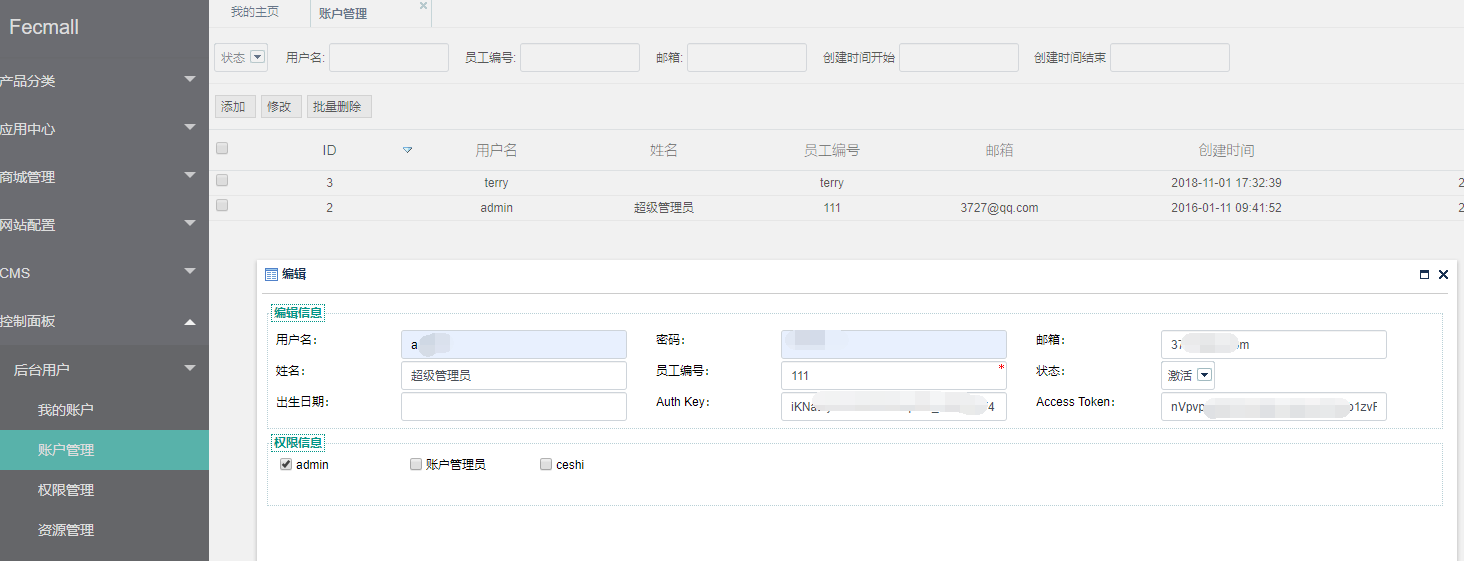 Fecmall
我的主页 账户管理
状态 用户名: 员工编号: 邮箱: 创建时间开始 创建时间结束
产品分类
应用中心
商城管理
网站配置
CMS
控制面板
后台用户
我的账户
账户管理
权限管理
资源管理
添加 修改 批量删除
ID 用户名 姓名 员工编号 邮箱 创建时间
3 terry terry 2018-11-01 17:32:39 2
2 admin 超级管理员 111 3727@qq.com 2016-01-11 09:41:52 2
编辑
编辑信息
用户名: a 密码: 邮箱: 37 m
姓名: 超级管理员 员工编号: 111 * 状态: 激活
出生日期: Auth Key: iKNa 4 Access Token: nVpvp 1zvF
权限信息
admin 账户管理员 ceshi